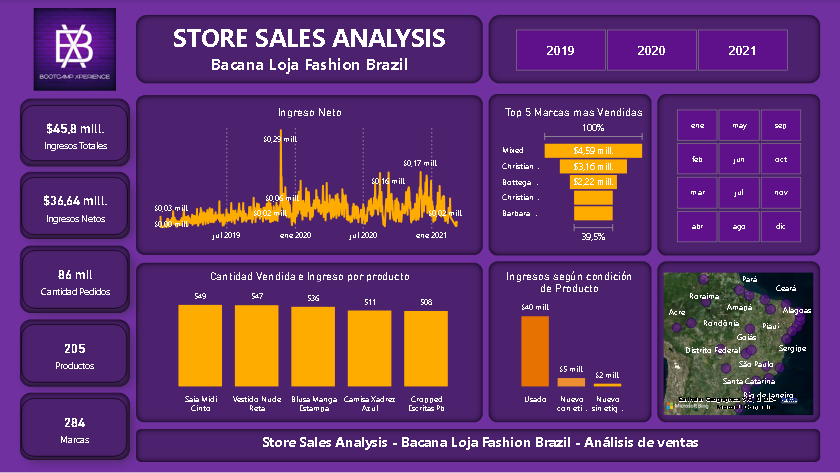 BOOTCAMP XPERIENCE
STORE SALES ANALYSIS
Bacana Loja Fashion Brazil
2019 2020 2021
$45,8 mill.
Ingresos Totales
$36,64 mill.
Ingresos Netos
86 mil
Cantidad Pedidos
205
Productos
284
Marcas
Ingreso Neto
$0,29 mill.
$0,17 mill.
$0,16 mill.
$0,06 mill.
$0,03 mill.
$0,02 mill.
$0,02 mill.
$0,00 mill.
jul 2019 ene 2020 jul 2020 ene 2021
Top 5 Marcas mas Vendidas
100%
Mixed $4,59 mill.
Christian . $3,16 mill.
Bottega . $2,22 mill.
Christian .
Barbara .
39,5%
ene may sep
feb jun oct
mar jul nov
abr ago dic
Cantidad Vendida e Ingreso por producto
549 547 536 511 508
Saia Midi Vestido Nude Blusa Manga Camisa Xadrez Cropped
Cinto Reta Estampa Azul Escritas Pb
Ingresos según condición
de Producto
$40 mill.
$5 mill.
$2 mill.
Usado Nuevo Nuevo
con eti . sin etiq .
Pará
Ceará
Roraima
Amapá
Alagoas
Acre
Rondônia
Piauí
Goiás
Distrito Federal
Sergipe
São Paulo
Santa Catarina
Rio de Janeiro
Microsoft Bing
Store Sales Analysis - Bacana Loja Fashion Brazil - Análisis de ventas